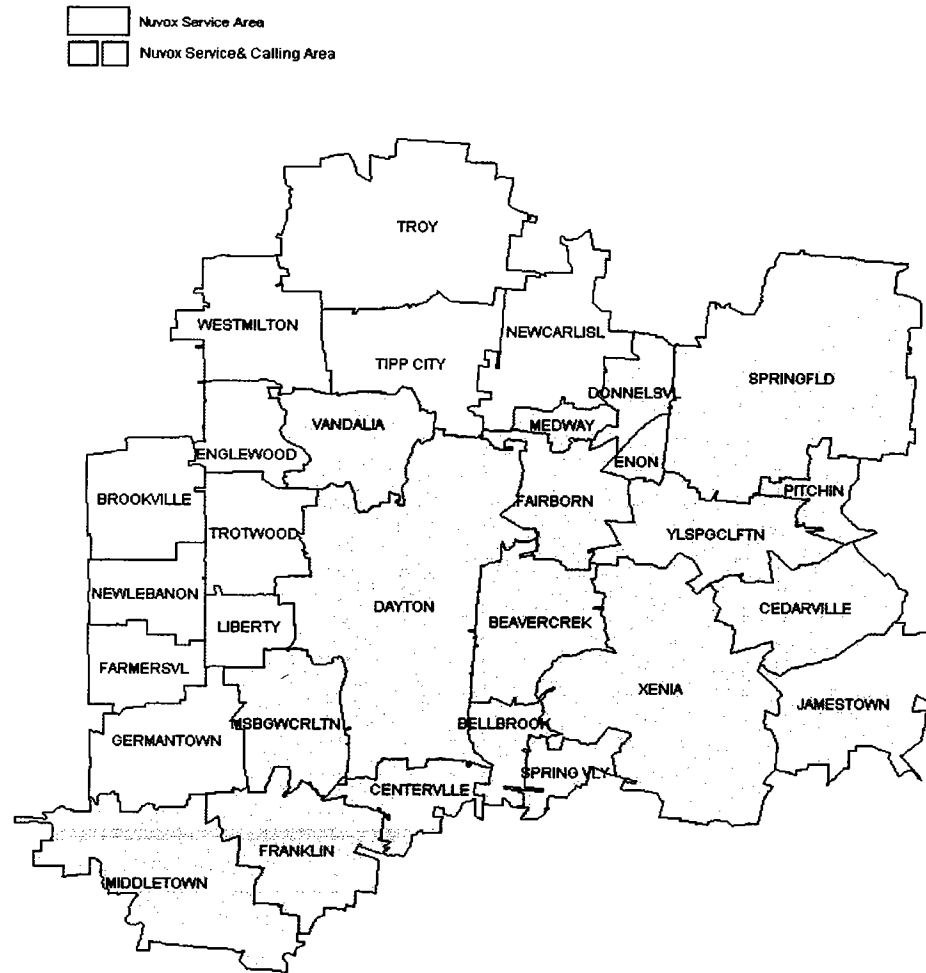 Nuvox Service Area
Nuvox Service& Calling Area
TROY
WESTMILTON
NEWCARLISL
TIPP CITY
SPRINGFLD
DONNELSVL
VANDALIA
MEDWAY
ENGLEWOOD
ENON
PITCHIN
BROOKVILLE
FAIRBORN
TROTWOOD
YLSPGCLFTN
NEWLEBANON
DAYTON
CEDARVILLE
LIBERTY
BEAVERCREK
FARMERSVL
XENIA
JAMESTOWN
MSBGWCRLTN
BELLBROOK
GERMANTOWN
SPRING VLY
CENTERVLLE
FRANKLIN
MIDDLETOWN